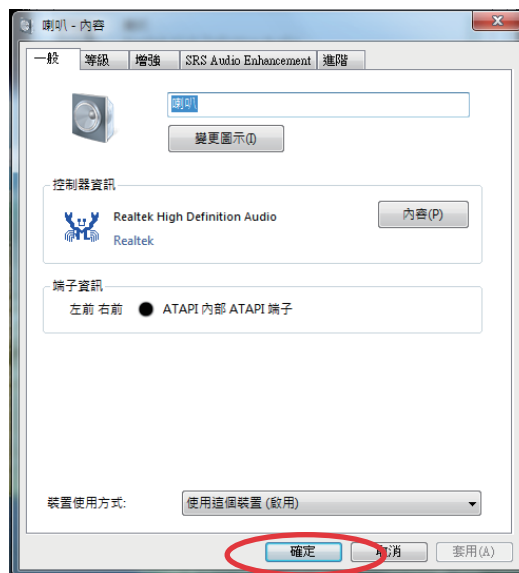 喇叭 - 內容
一般 等級 增強 SRS Audio Enhancement 進階
喇叭
變更圖示(I)
控制器資訊
Realtek High Definition Audio
Realtek
內容(P)
端子資訊
左前 右前 ATAPI 內部 ATAPI 端子
裝置使用方式:
使用這個裝置 (啟用)
確定 取消 套用(A)